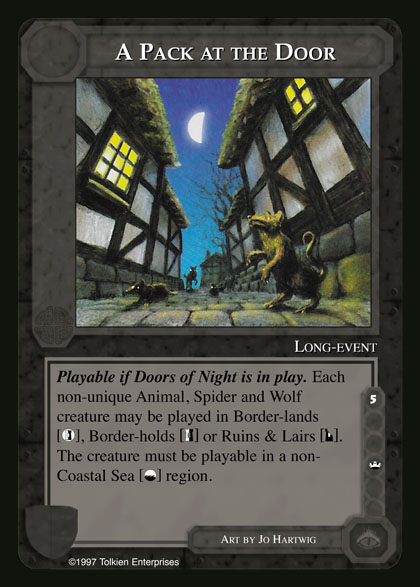 A Pack at the Door
Long-event
Playable if Doors of Night is in play. Each
non-unique Animal, Spider and Wolf
creature may be played in Border-lands
[], Border-holds [] or Ruins & Lairs [].
The creature must be playable in a non-
Coastal Sea [] region.
5
Art by Jo Hartwig
©1997 Tolkien Enterprises